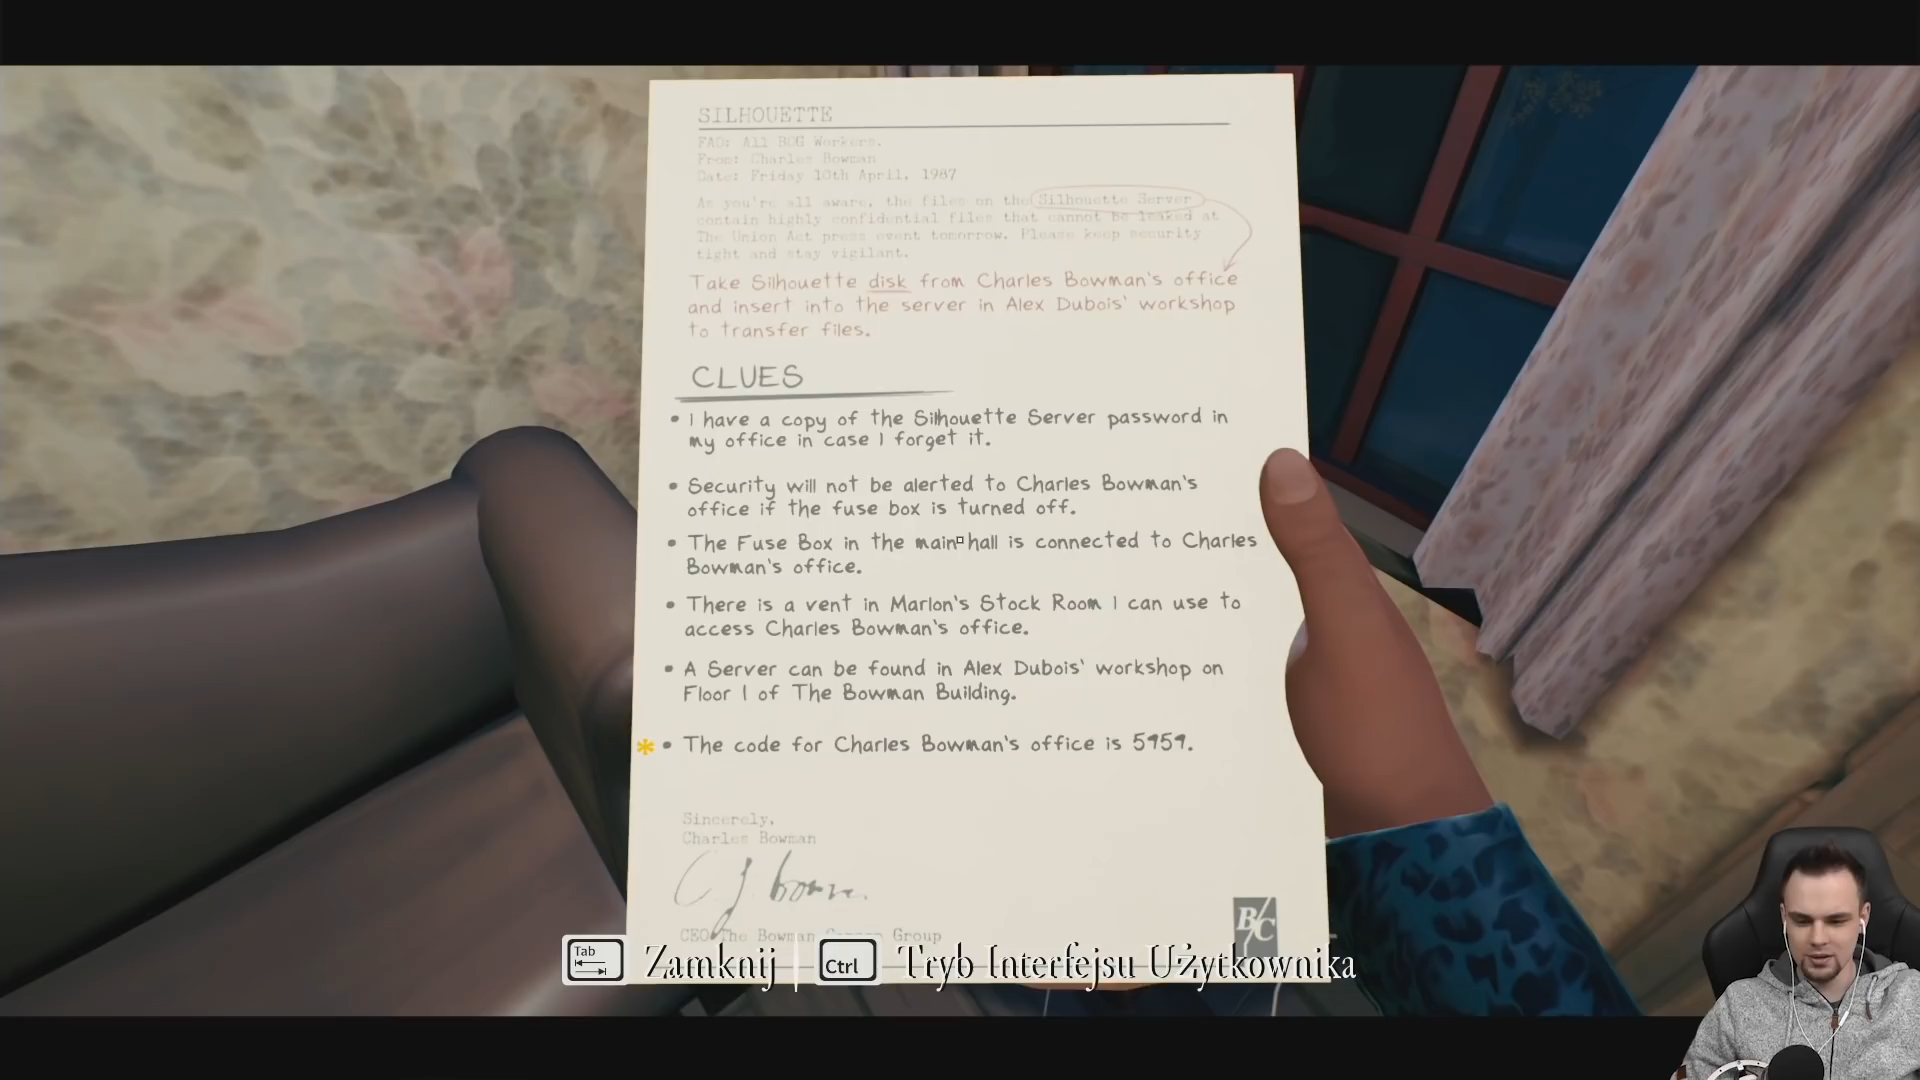 SILHOUETTE
FAO: All BCG Workers.
From: Charles Bowman
Date: Friday 10th April, 1987
As you're all aware, the files on the Silhouette Server
contain highly confidential files that cannot be leaked at
The Union Act press event tomorrow. Please keep security
tight and stay vigilant.
Take Silhouette disk from Charles Bowman's office
and insert into the server in Alex Dubois' workshop
to transfer files.
CLUES
• I have a copy of the Silhouette Server password in
my office in case I forget it.
• Security will not be alerted to Charles Bowman's
office if the fuse box is turned off.
• The Fuse Box in the main hall is connected to Charles
Bowman's office.
• There is a vent in Marlon's Stock Room I can use to
access Charles Bowman's office.
• A Server can be found in Alex Dubois' workshop on
Floor 1 of The Bowman Building.
* • The code for Charles Bowman's office is 5959.
Sincerely,
Charles Bowman
C J Bowm.
CEO The Bowman Carson Group
B/C
Tab Zamknij | Ctrl Tryb Interfejsu Użytkownika